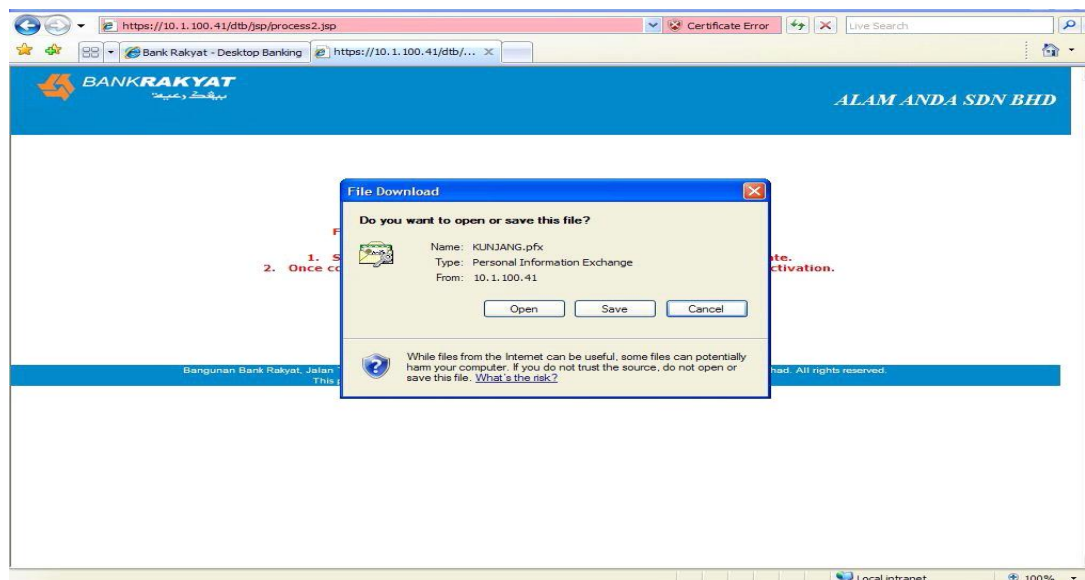 https://10.1.100.41/dtb/jsp/process2.jsp
Certificate Error
Live Search
Bank Rakyat - Desktop Banking
https://10.1.100.41/dtb/...
BANKRAKYAT
ALAM ANDA SDN BHD
File Download
Do you want to open or save this file?
Name: KUNJANG.pfx
Type: Personal Information Exchange
From: 10.1.100.41
Open Save Cancel
1. S
2. Once co
ctivation.
While files from the Internet can be useful, some files can potentially
harm your computer. If you do not trust the source, do not open or
save this file. What's the risk?
Bangunan Bank Rakyat, Jalan
had. All rights reserved.
This
Local intranet
100%